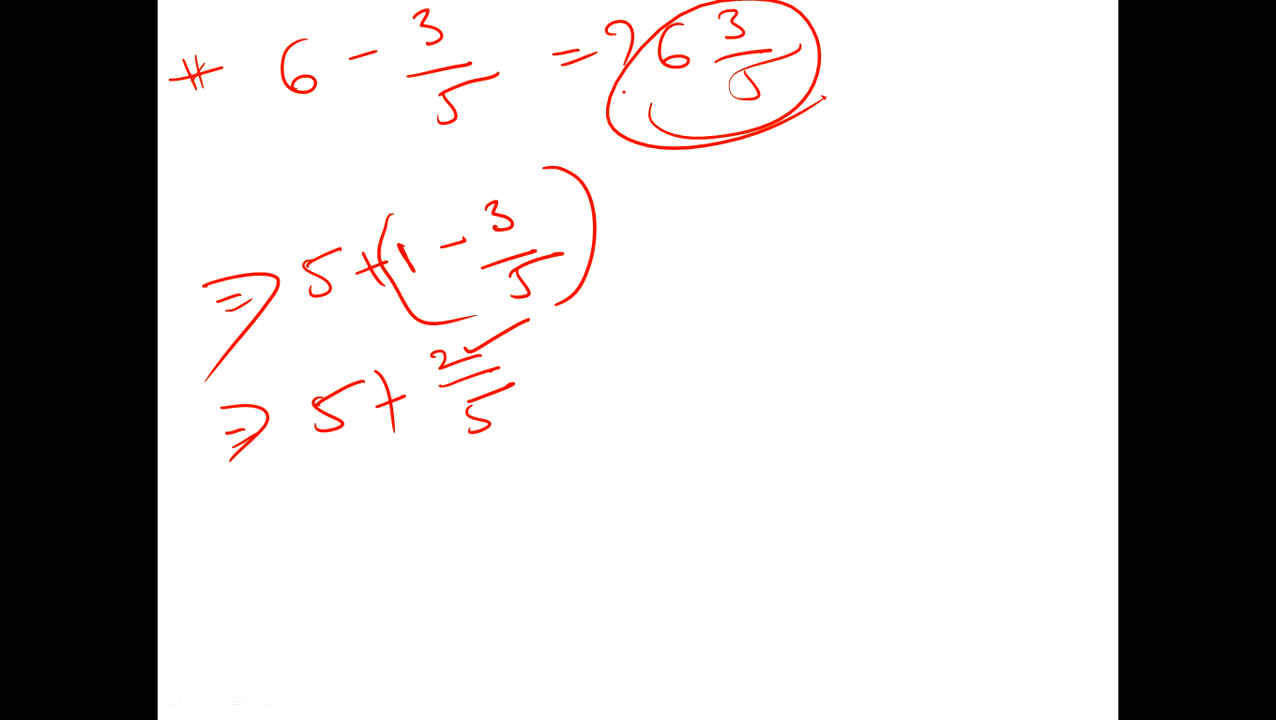 # 6 - 3/5 = ? 6 3/5
⇒ 5 + (1 - 3/5)
⇒ 5 + 2/5